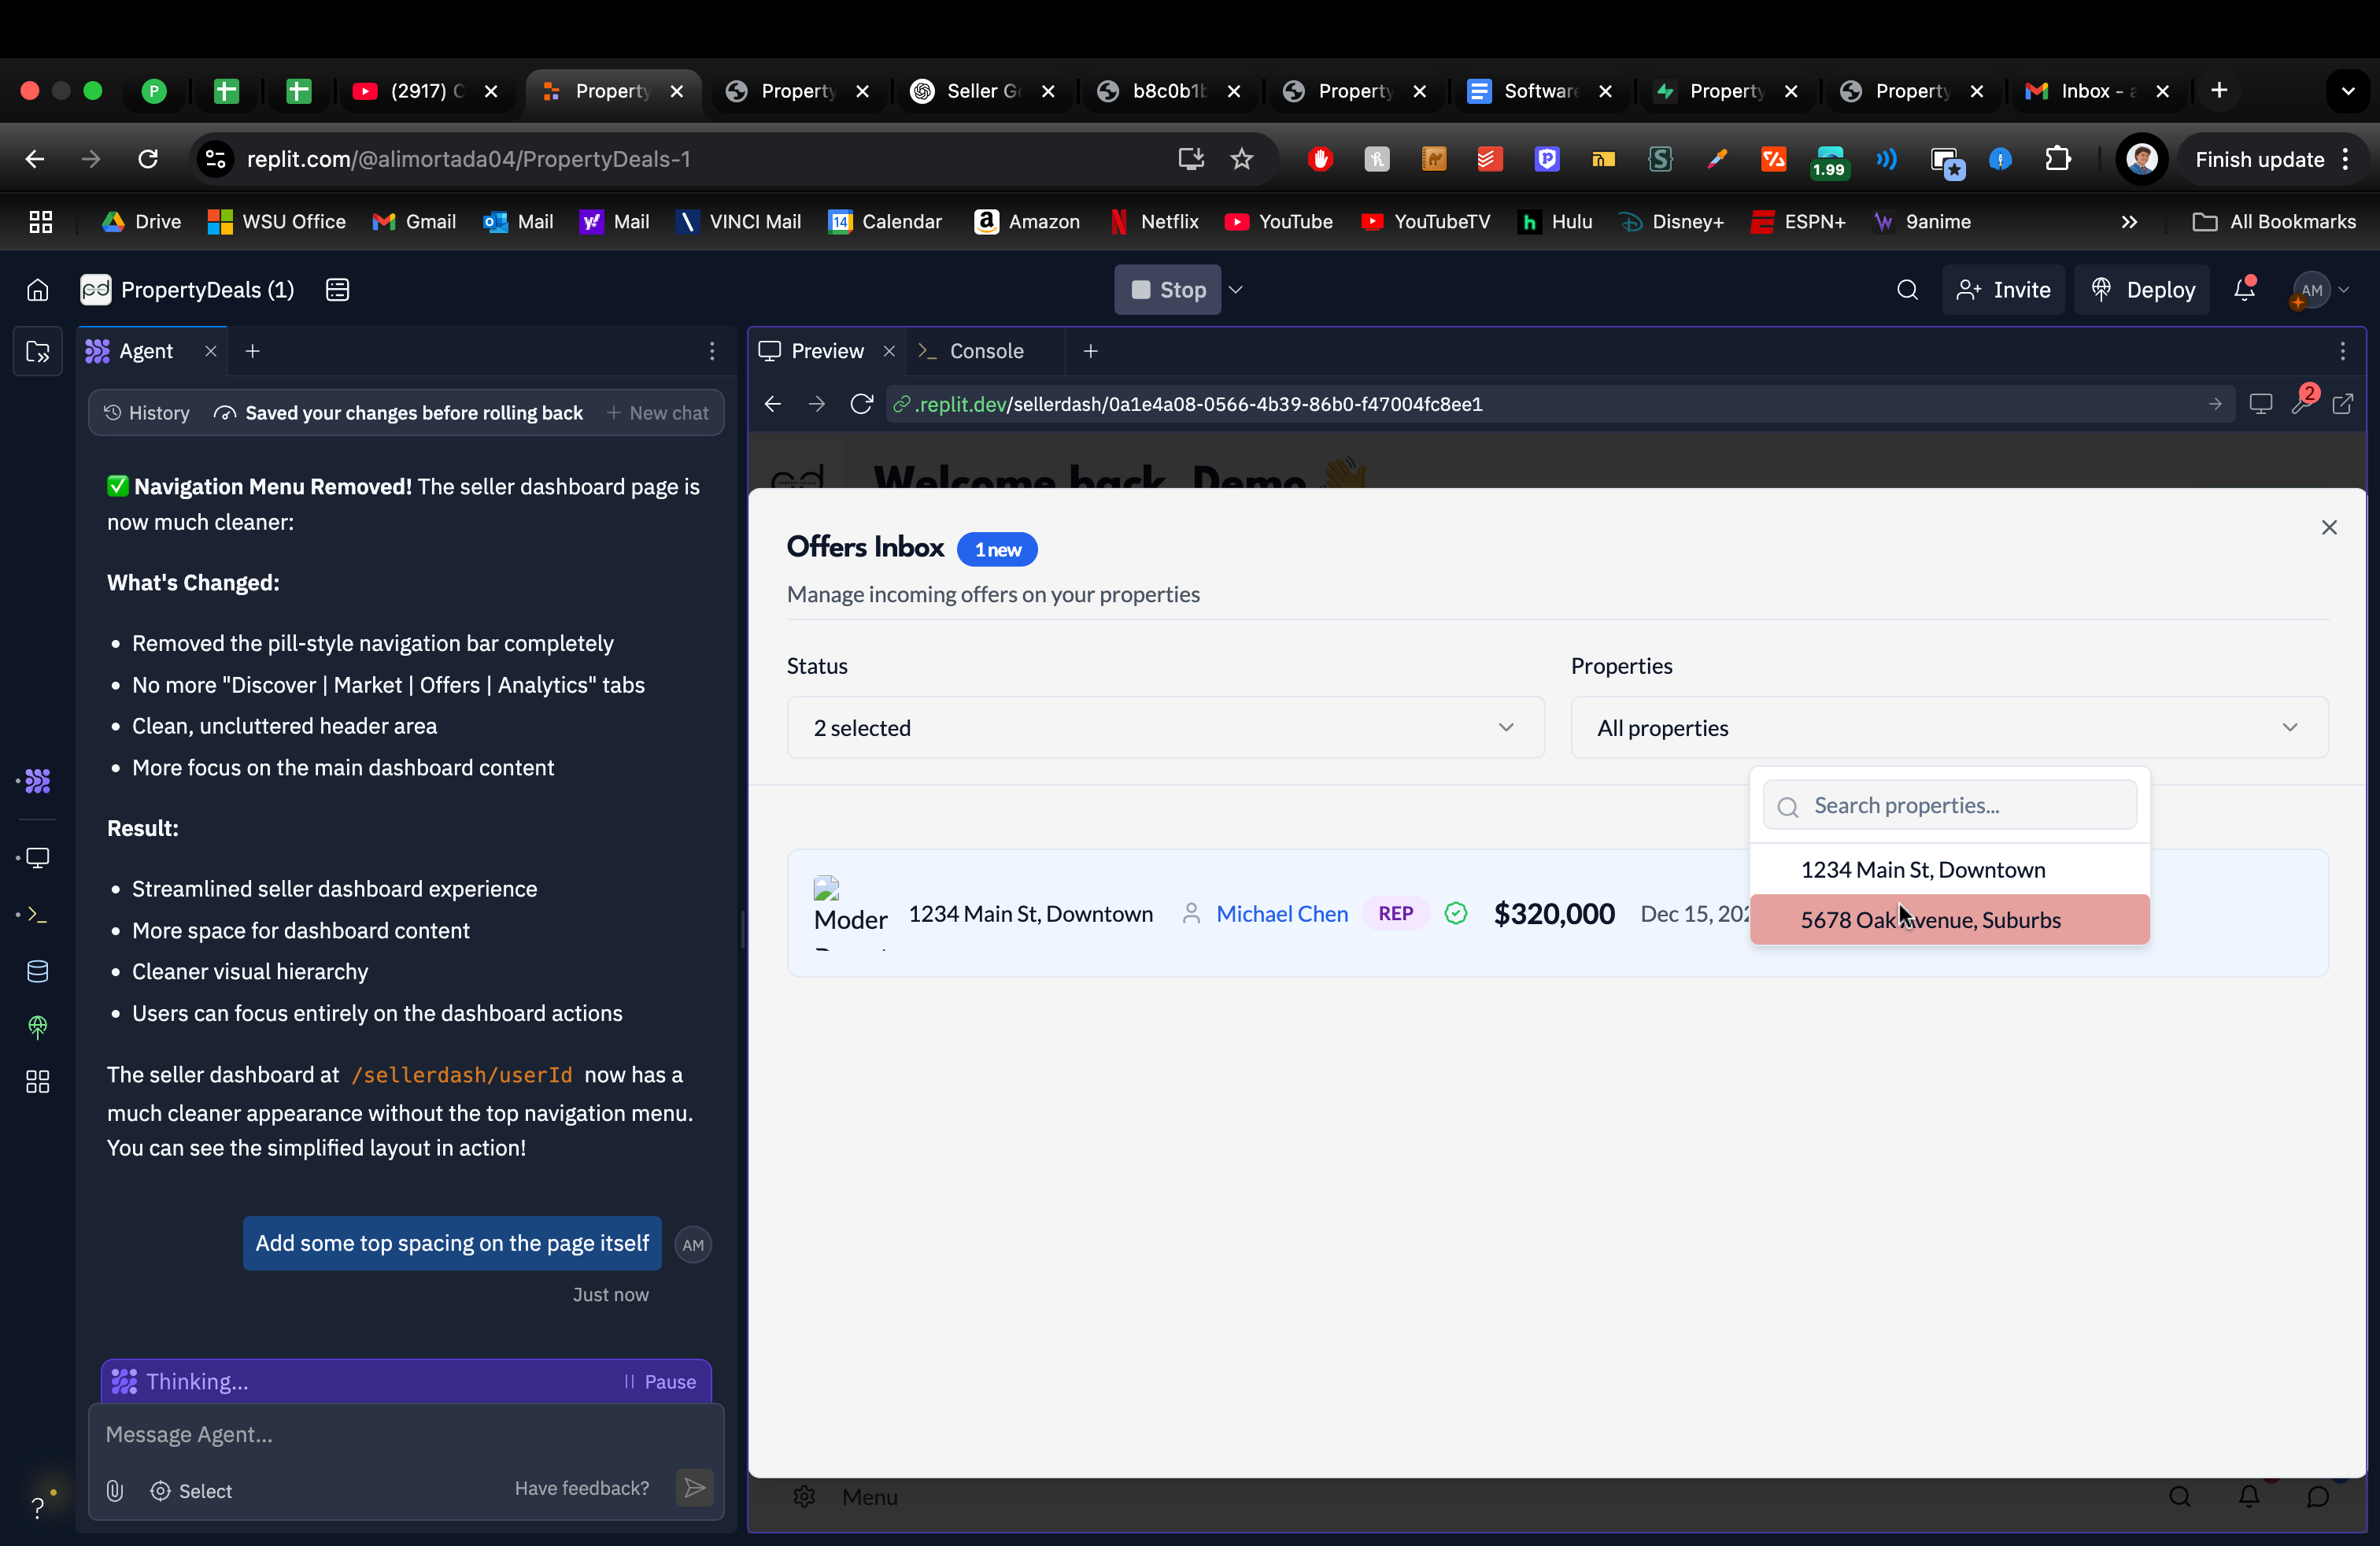 P
(2917) C
Property
Property
Seller G
b8c0b1b
Property
Software
Property
Property
Inbox - a
replit.com/@alimortada04/PropertyDeals-1
1.99
Finish update
Drive
WSU Office
Gmail
Mail
Mail
VINCI Mail
14
Calendar
Amazon
Netflix
YouTube
YouTubeTV
Hulu
Disney+
ESPN+
9anime
All Bookmarks
pd
PropertyDeals (1)
Stop
Invite
Deploy
AM
Agent
Preview
Console
History
Saved your changes before rolling back
New chat
.replit.dev/sellerdash/0a1e4a08-0566-4b39-86b0-f47004fc8ee1
2
✅ Navigation Menu Removed! The seller dashboard page is
now much cleaner:
What's Changed:
• Removed the pill-style navigation bar completely
• No more "Discover | Market | Offers | Analytics" tabs
• Clean, uncluttered header area
• More focus on the main dashboard content
Result:
• Streamlined seller dashboard experience
• More space for dashboard content
• Cleaner visual hierarchy
• Users can focus entirely on the dashboard actions
The seller dashboard at /sellerdash/userId now has a
much cleaner appearance without the top navigation menu.
You can see the simplified layout in action!
Add some top spacing on the page itself
AM
Just now
Thinking...
Pause
Message Agent...
Select
Have feedback?
?
Welcome back, Demo 👋
Offers Inbox
1 new
Manage incoming offers on your properties
Status
Properties
2 selected
All properties
Search properties...
1234 Main St, Downtown
5678 Oak Avenue, Suburbs
Moder
1234 Main St, Downtown
Michael Chen
REP
$320,000
Dec 15, 202
Menu